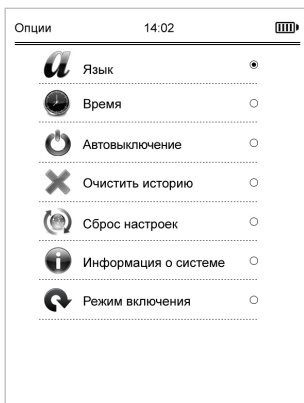 Опции 14:02
Язык
Время
Автовыключение
Очистить историю
Сброс настроек
Информация о системе
Режим включения